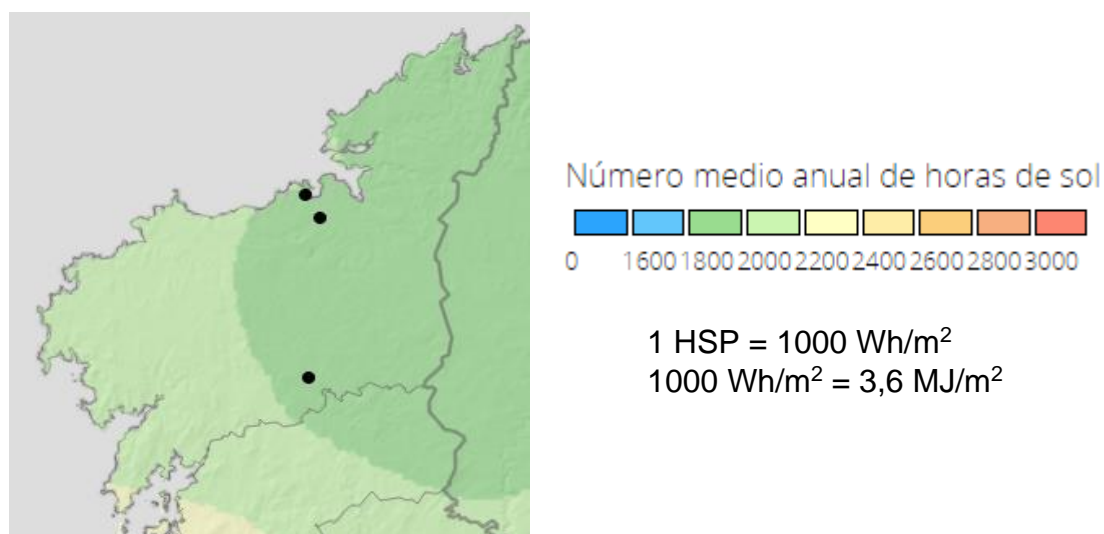 Número medio anual de horas de sol
0 1600 1800 2000 2200 2400 2600 2800 3000
1 HSP = 1000 Wh/m²
1000 Wh/m² = 3,6 MJ/m²